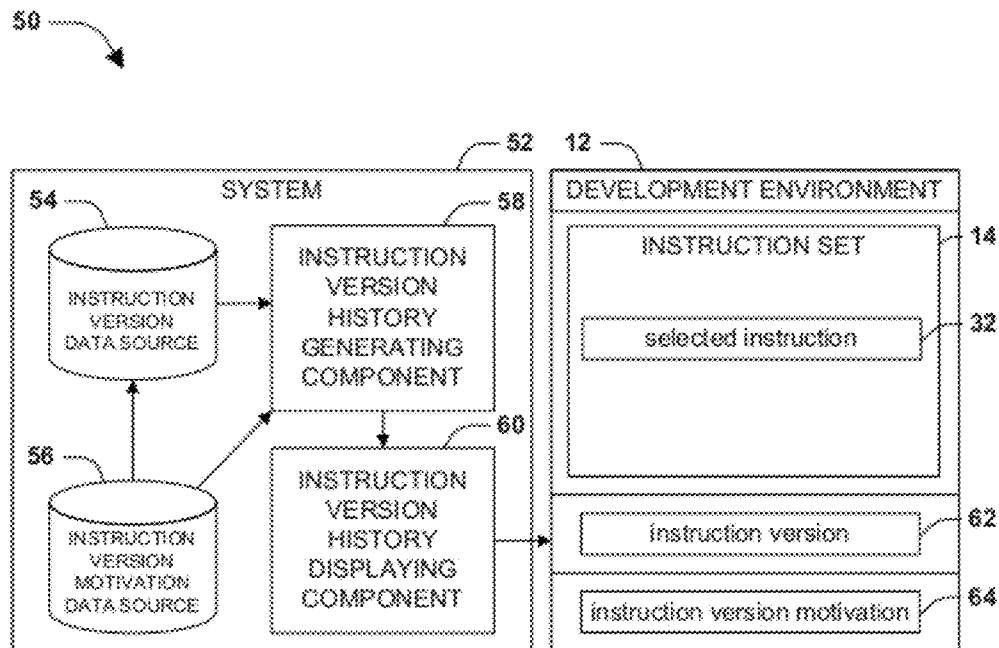 50
52
12
SYSTEM
DEVELOPMENT ENVIRONMENT
54
58
14
INSTRUCTION
VERSION
DATA SOURCE
INSTRUCTION
VERSION
HISTORY
GENERATING
COMPONENT
INSTRUCTION SET
32
selected instruction
56
60
INSTRUCTION
VERSION
MOTIVATION
DATA SOURCE
INSTRUCTION
VERSION
HISTORY
DISPLAYING
COMPONENT
62
instruction version
64
instruction version motivation